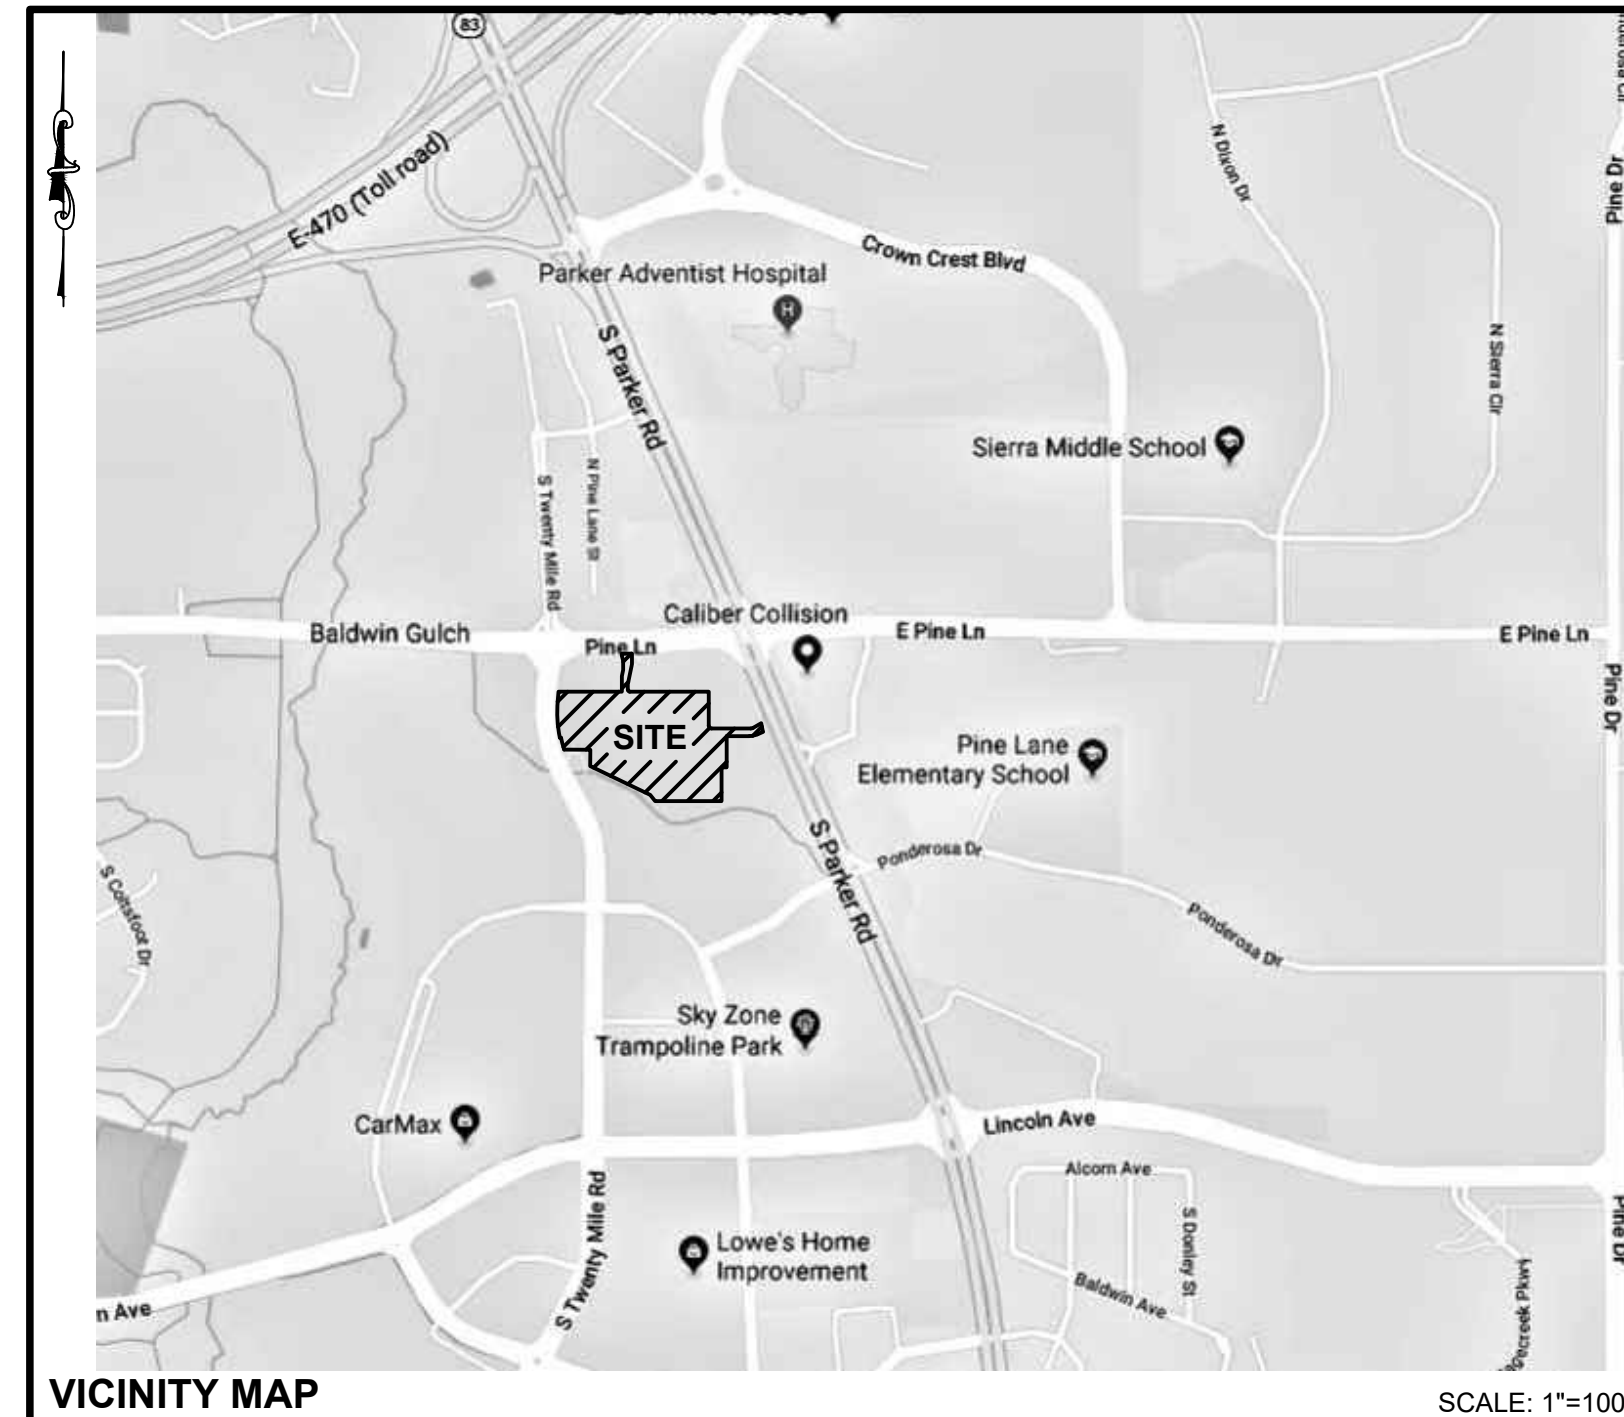 83
E-470 (Toll road)
N Dixon Dr
Pine Dr
Crown Crest Blvd
Parker Adventist Hospital
H
S Parker Rd
N Sierra Cir
Sierra Middle School
S Twenty Mile Rd
N Pine Lane St
Caliber Collision
Baldwin Gulch
Pine Ln
E Pine Ln
E Pine Ln
Pine Dr
SITE
Pine Lane
Elementary School
S Parker Rd
Ponderosa Dr
S Coltsfoot Dr
Ponderosa Dr
Sky Zone
Trampoline Park
CarMax
Lincoln Ave
Alcorn Ave
S Twenty Mile Rd
S Donley St
Pine Dr
Lowe's Home
Improvement
Baldwin Ave
n Ave
VICINITY MAP
SCALE: 1"=100